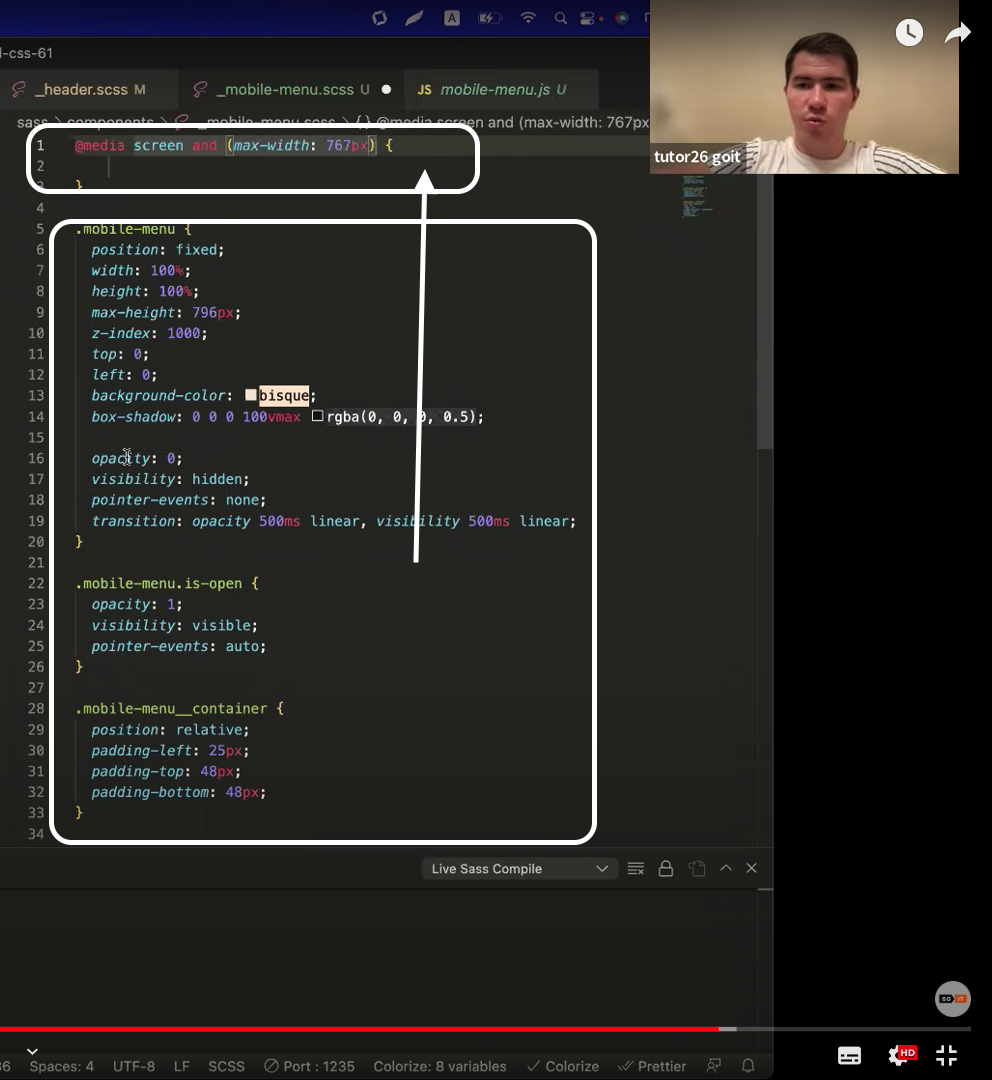 A
l-css-61
_header.scss M
_mobile-menu.scss U
JS mobile-menu.js U
tutor26 goit
sass > components > _mobile-menu.scss > { } @media screen and (max-width: 767px
1 @media screen and (max-width: 767px) {
2
3 }
4
5 .mobile-menu {
6 position: fixed;
7 width: 100%;
8 height: 100%;
9 max-height: 796px;
10 z-index: 1000;
11 top: 0;
12 left: 0;
13 background-color: bisque;
14 box-shadow: 0 0 0 100vmax rgba(0, 0, 0, 0.5);
15
16 opacity: 0;
17 visibility: hidden;
18 pointer-events: none;
19 transition: opacity 500ms linear, visibility 500ms linear;
20 }
21
22 .mobile-menu.is-open {
23 opacity: 1;
24 visibility: visible;
25 pointer-events: auto;
26 }
27
28 .mobile-menu__container {
29 position: relative;
30 padding-left: 25px;
31 padding-top: 48px;
32 padding-bottom: 48px;
33 }
34
Live Sass Compile
GO IT
36 Spaces: 4 UTF-8 LF SCSS Port : 1235 Colorize: 8 variables Colorize Prettier
HD